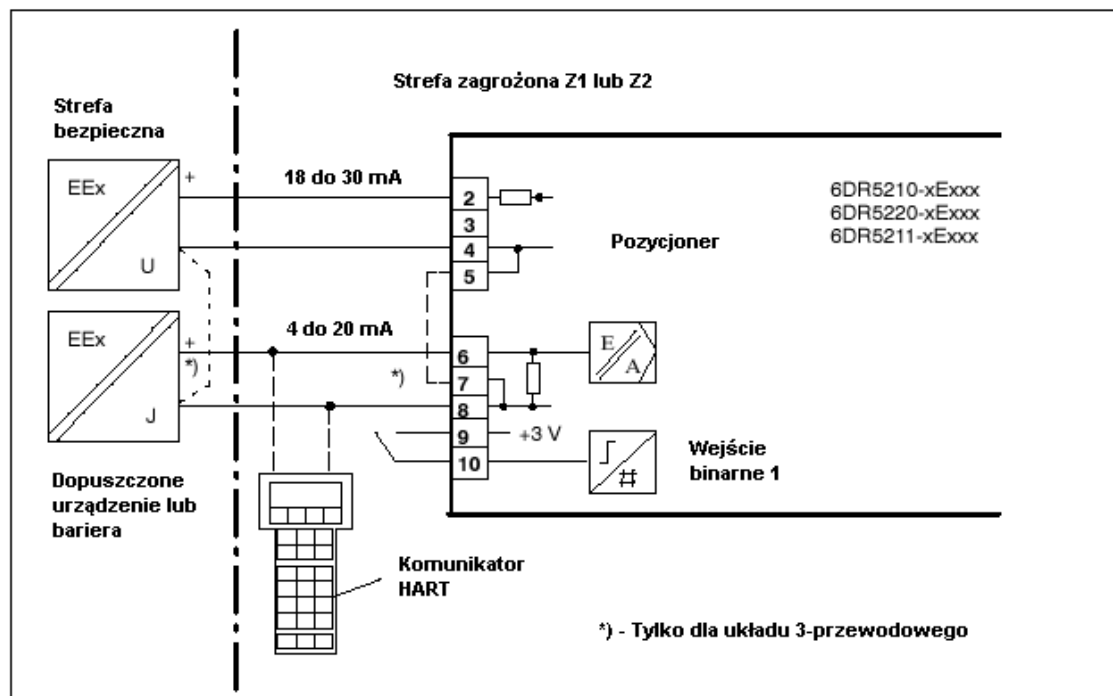 Strefa zagrożona Z1 lub Z2
Strefa
bezpieczna
EEx
+
U
18 do 30 mA
2
3
4
5
Pozycjoner
6DR5210-xExxx
6DR5220-xExxx
6DR5211-xExxx
EEx
+
*)
J
4 do 20 mA
*)
6
7
8
9
10
+3 V
E
A
Wejście
binarne 1
#
Dopuszczone
urządzenie lub
bariera
Komunikator
HART
*) - Tylko dla układu 3-przewodowego